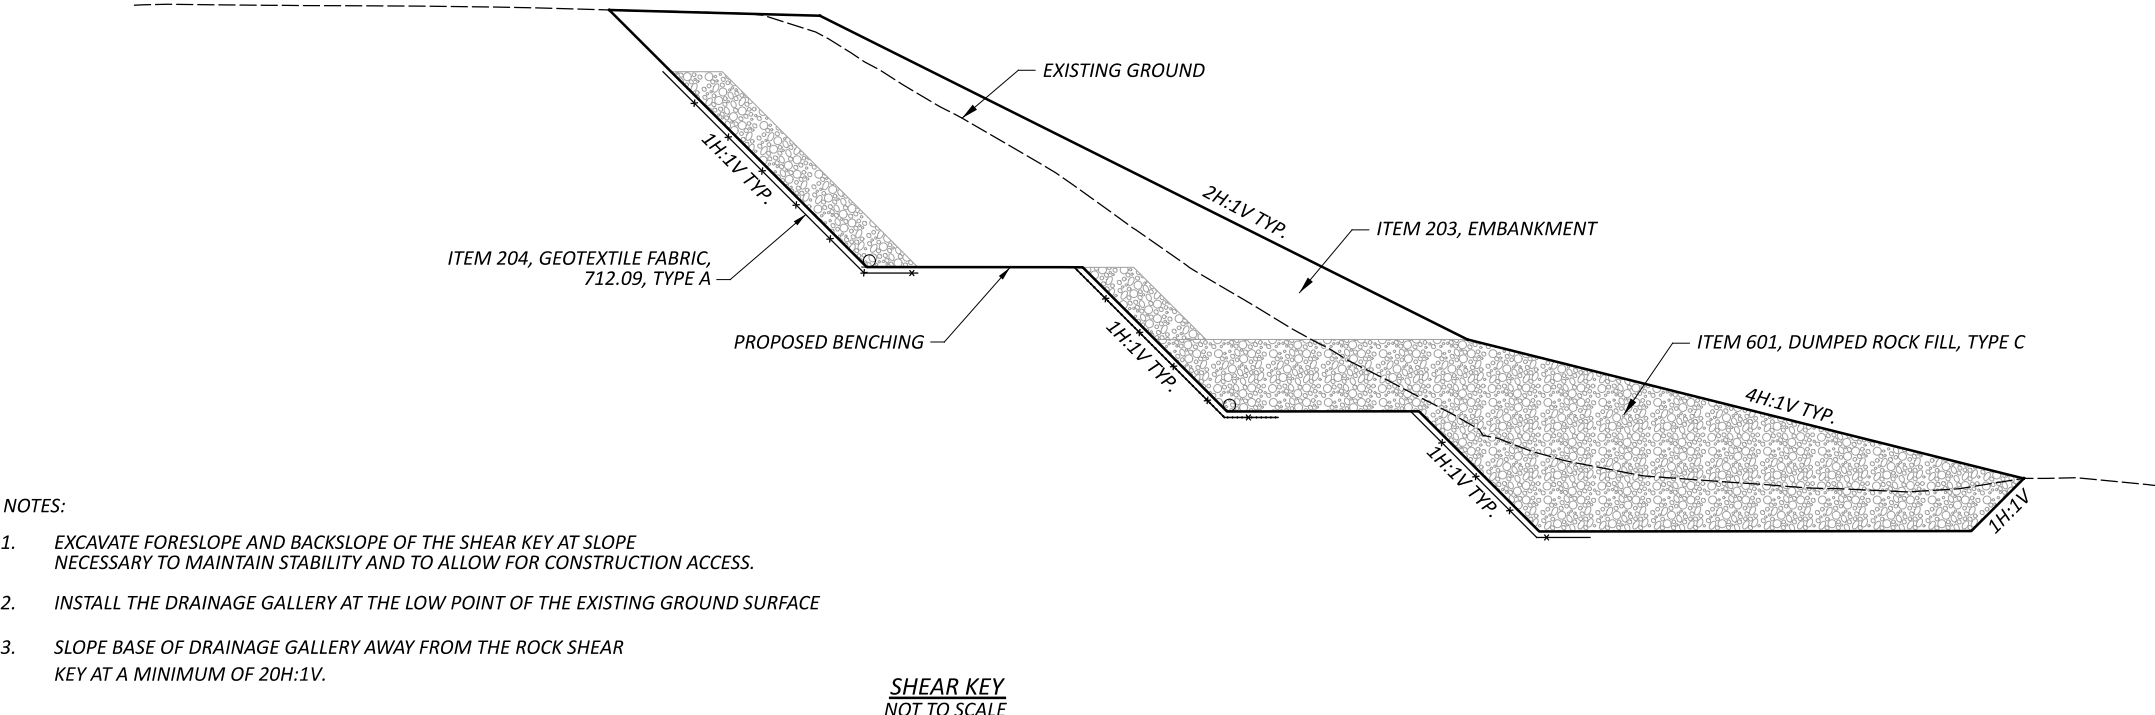 EXISTING GROUND
1H:1V TYP.
2H:1V TYP.
ITEM 203, EMBANKMENT
ITEM 204, GEOTEXTILE FABRIC,
712.09, TYPE A
PROPOSED BENCHING
1H:1V TYP.
ITEM 601, DUMPED ROCK FILL, TYPE C
4H:1V TYP.
1H:1V TYP.
1H:1V
NOTES:
1. EXCAVATE FORESLOPE AND BACKSLOPE OF THE SHEAR KEY AT SLOPE
NECESSARY TO MAINTAIN STABILITY AND TO ALLOW FOR CONSTRUCTION ACCESS.
2. INSTALL THE DRAINAGE GALLERY AT THE LOW POINT OF THE EXISTING GROUND SURFACE
3. SLOPE BASE OF DRAINAGE GALLERY AWAY FROM THE ROCK SHEAR
KEY AT A MINIMUM OF 20H:1V.
SHEAR KEY
NOT TO SCALE